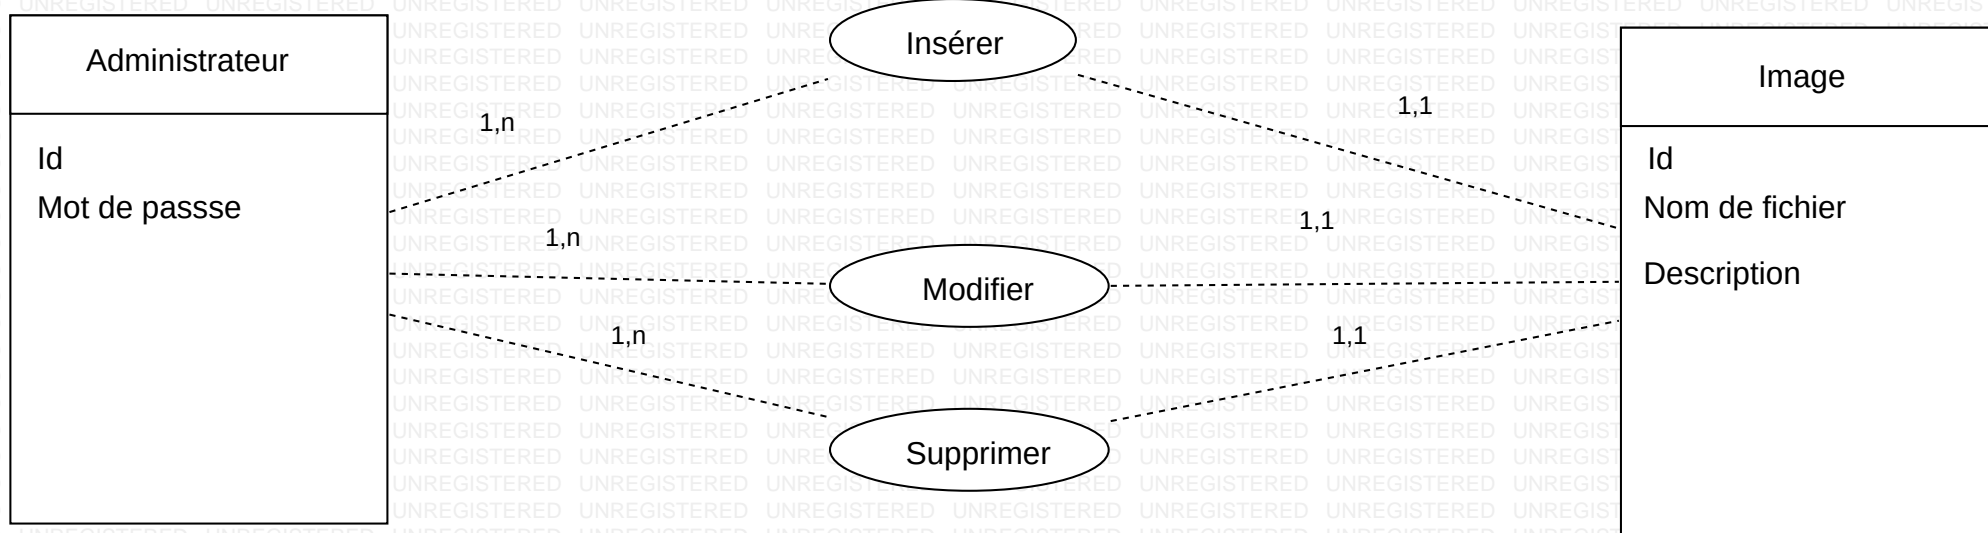 Administrateur
Id
Mot de passse
1,n
1,n
1,n
Insérer
Modifier
Supprimer
1,1
1,1
1,1
Image
Id
Nom de fichier
Description
UNREGISTERED